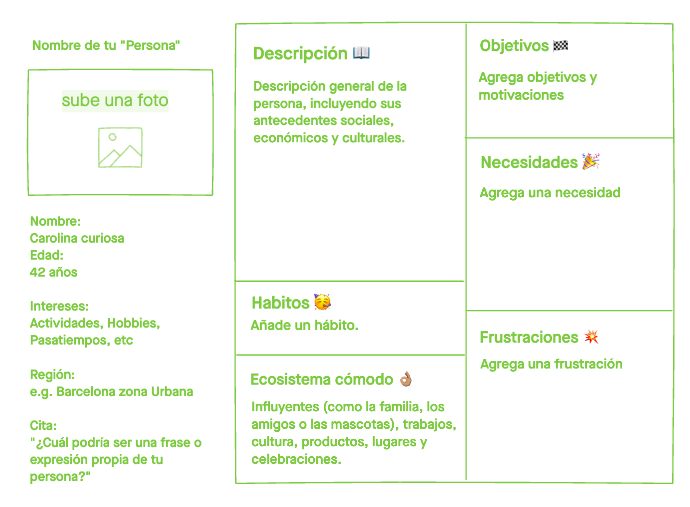 Nombre de tu "Persona"
sube una foto
Nombre:
Carolina curiosa
Edad:
42 años
Intereses:
Actividades, Hobbies,
Pasatiempos, etc
Región:
e.g. Barcelona zona Urbana
Cita:
"¿Cuál podría ser una frase o
expresión propia de tu
persona?"
Descripción 📖
Descripción general de la
persona, incluyendo sus
antecedentes sociales,
económicos y culturales.
Habitos 🥳
Añade un hábito.
Ecosistema cómodo 👌🏽
Influyentes (como la familia, los
amigos o las mascotas), trabajos,
cultura, productos, lugares y
celebraciones.
Objetivos 🏁
Agrega objetivos y
motivaciones
Necesidades 🎉
Agrega una necesidad
Frustraciones 💥
Agrega una frustración